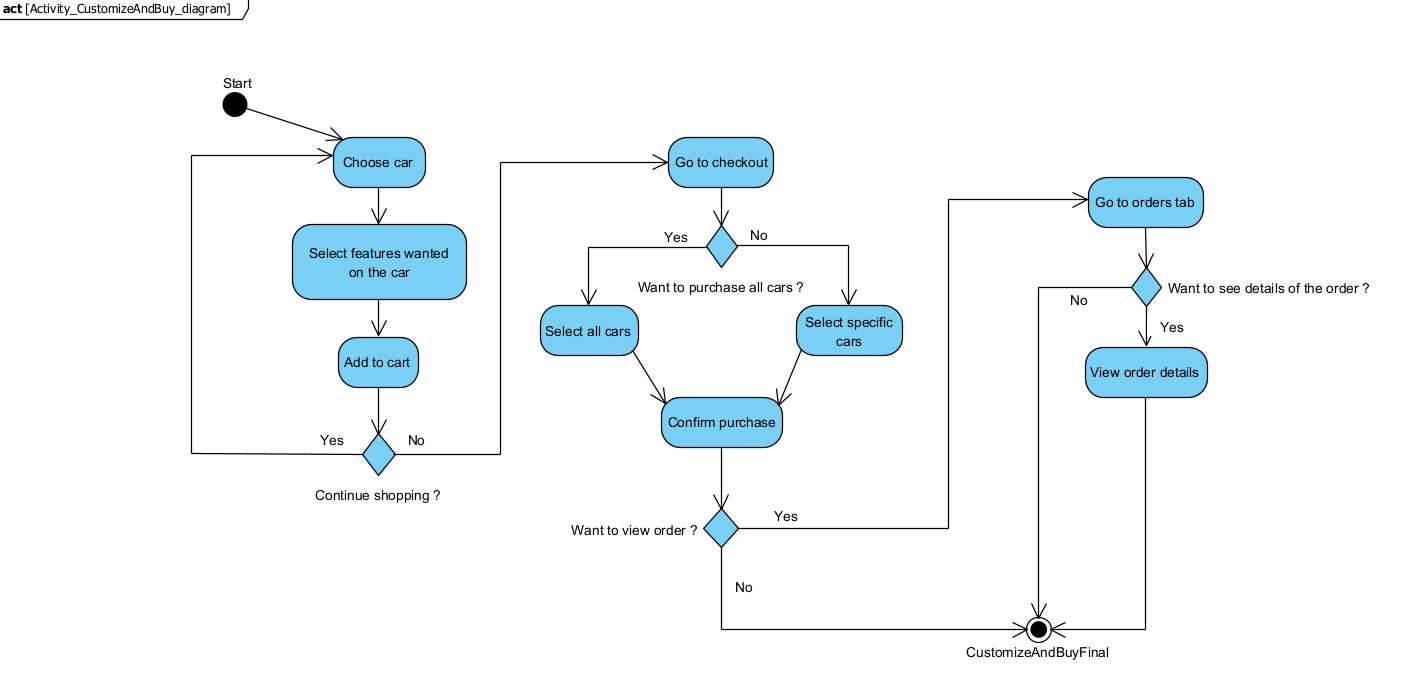 act [Activity_CustomizeAndBuy_diagram]
Start
Choose car
Select features wanted
on the car
Add to cart
Yes
No
Continue shopping ?
Go to checkout
Yes
No
Want to purchase all cars ?
Select all cars
Select specific
cars
Confirm purchase
Want to view order ?
Yes
No
Go to orders tab
Want to see details of the order ?
No
Yes
View order details
CustomizeAndBuyFinal